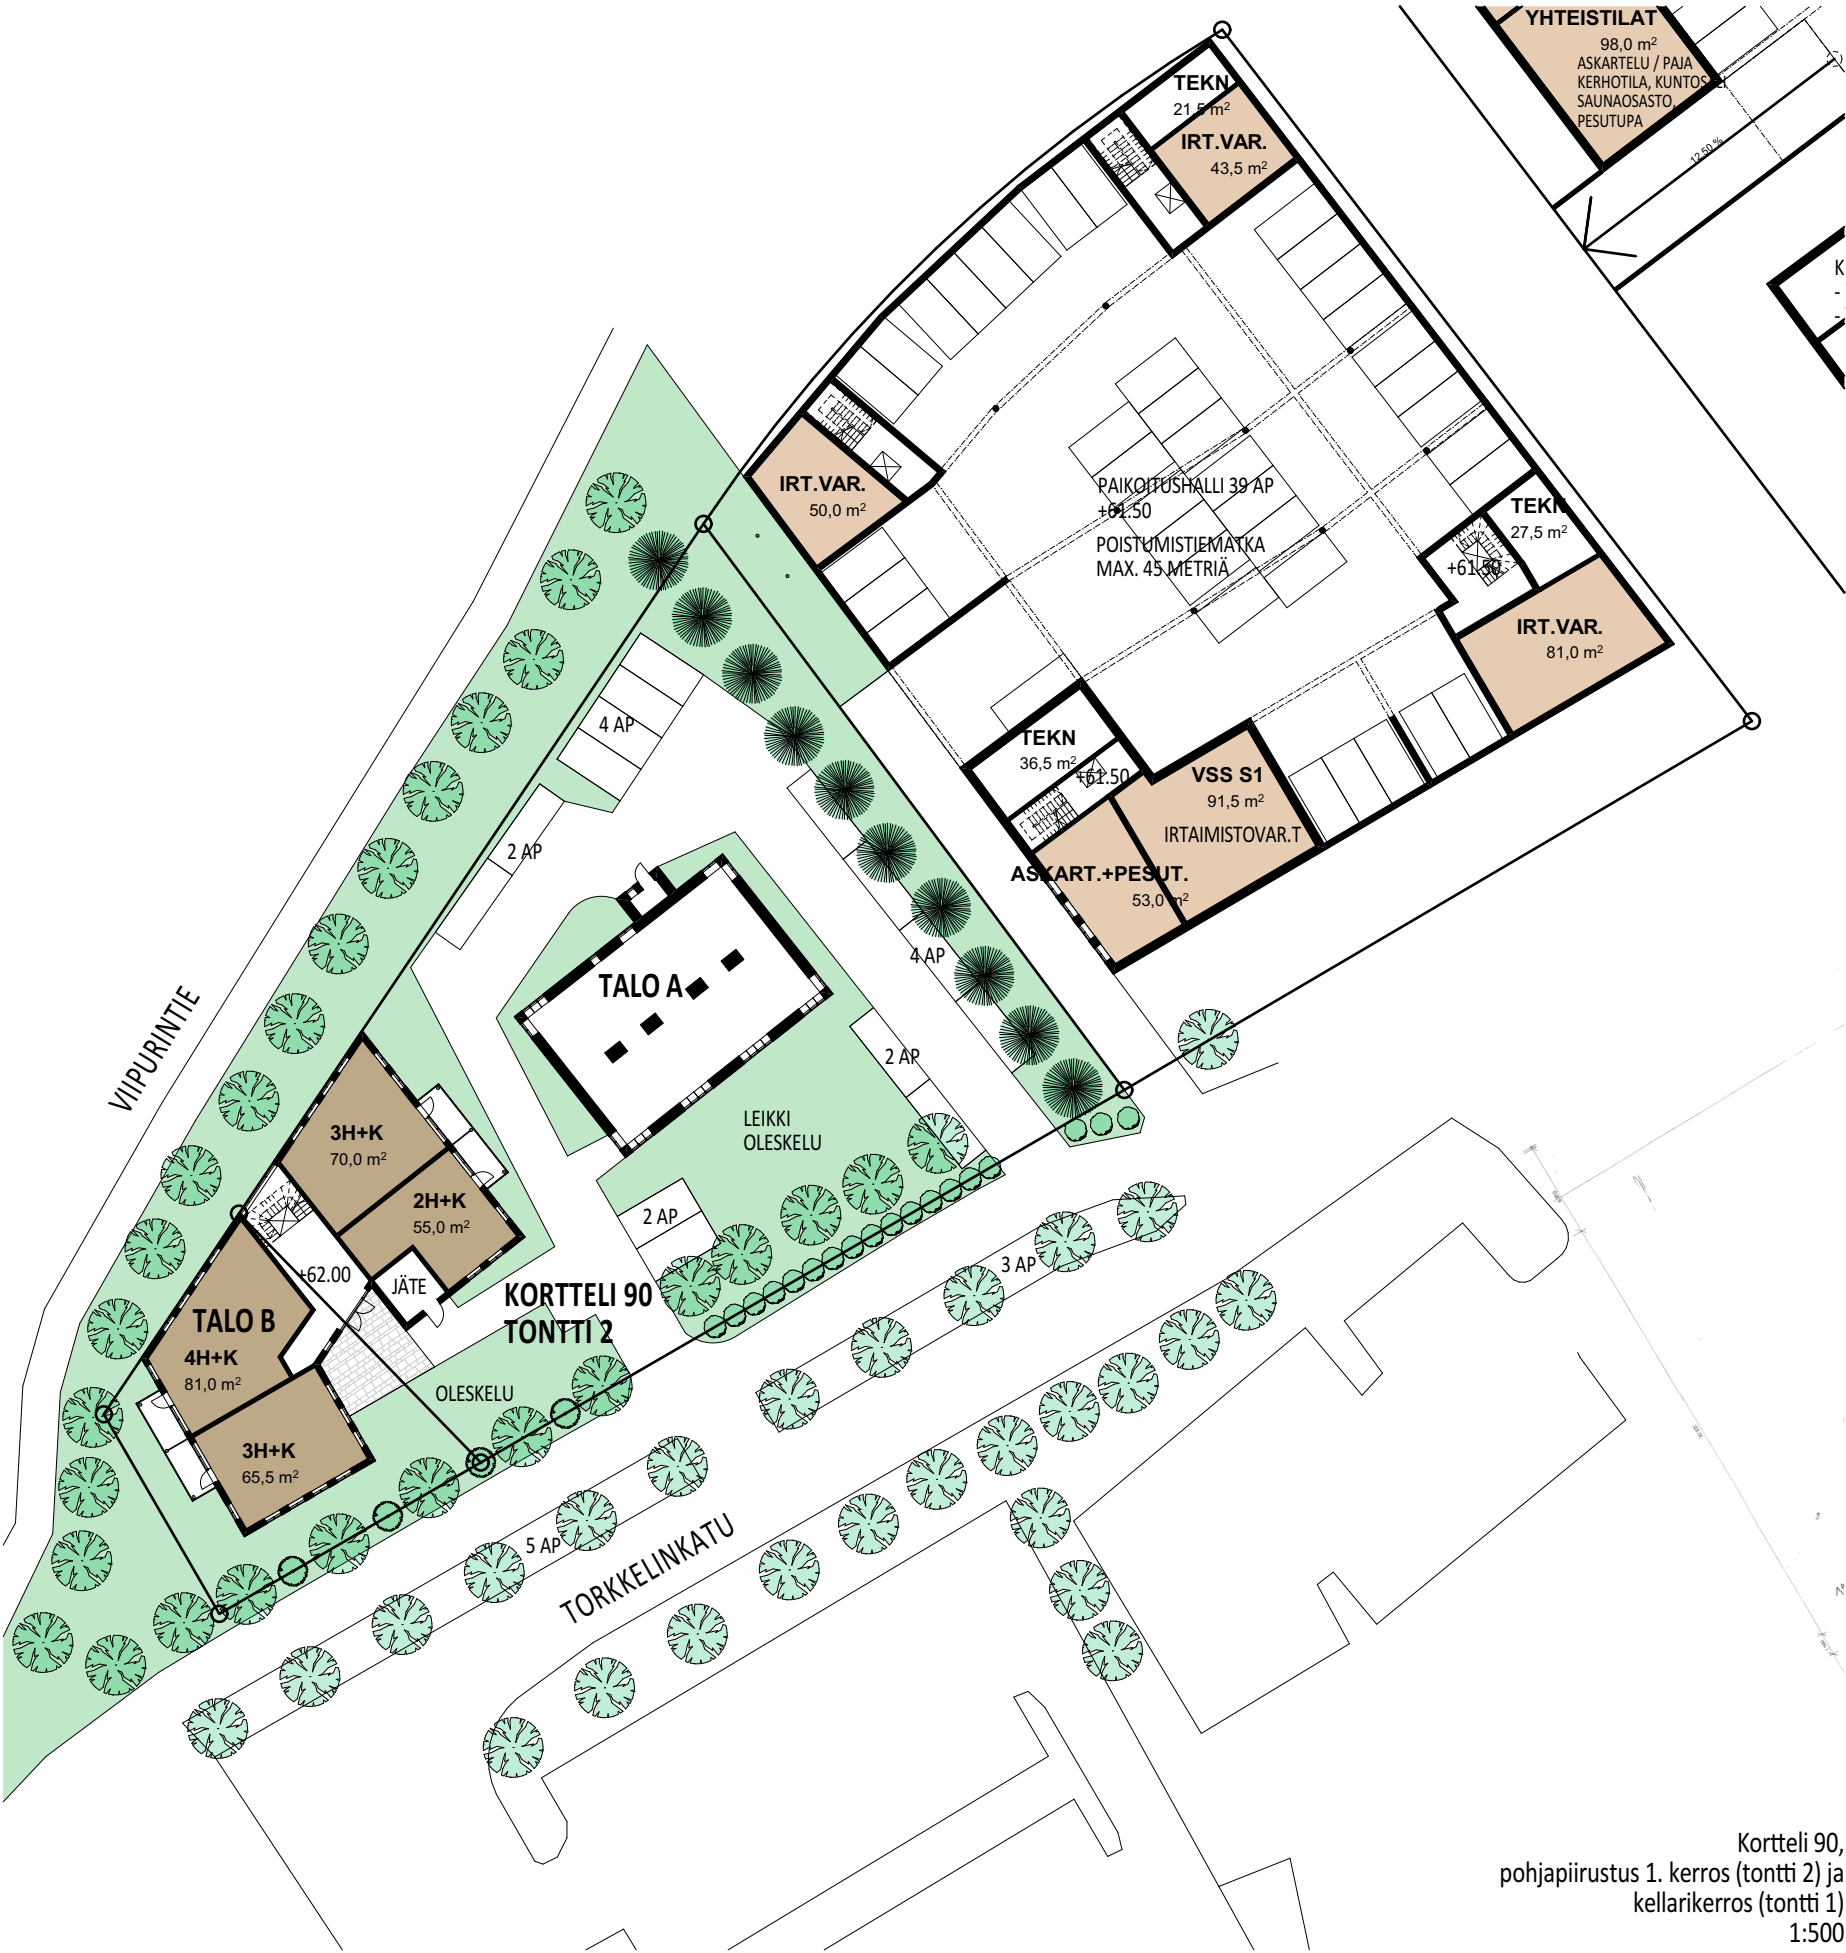 YHTEISTILAT
98,0 m²
ASKARTELU / PAJA
KERHOTILA, KUNTOSALI
SAUNAOSASTO,
PESUTUPA
12.50 %
K
-
-
TEKN
21,5 m²
IRT.VAR.
43,5 m²
IRT.VAR.
50,0 m²
PAIKOITUSHALLI 39 AP
+61.50
POISTUMISTIEMATKA
MAX. 45 METRIÄ
TEKN
27,5 m²
+61.50
IRT.VAR.
81,0 m²
TEKN
36,5 m²
+61.50
VSS S1
91,5 m²
IRTAIMISTOVAR.T
ASKART.+PESUT.
53,0 m²
4 AP
2 AP
TALO A
4 AP
2 AP
VIIPURINTIE
LEIKKI
OLESKELU
3H+K
70,0 m²
2H+K
55,0 m²
2 AP
3 AP
+62.00
JÄTE
KORTTELI 90
TONTTI 2
TALO B
4H+K
81,0 m²
OLESKELU
3H+K
65,5 m²
5 AP
TORKKELINKATU
Kortteli 90,
pohjapiirustus 1. kerros (tontti 2) ja
kellarikerros (tontti 1)
1:500